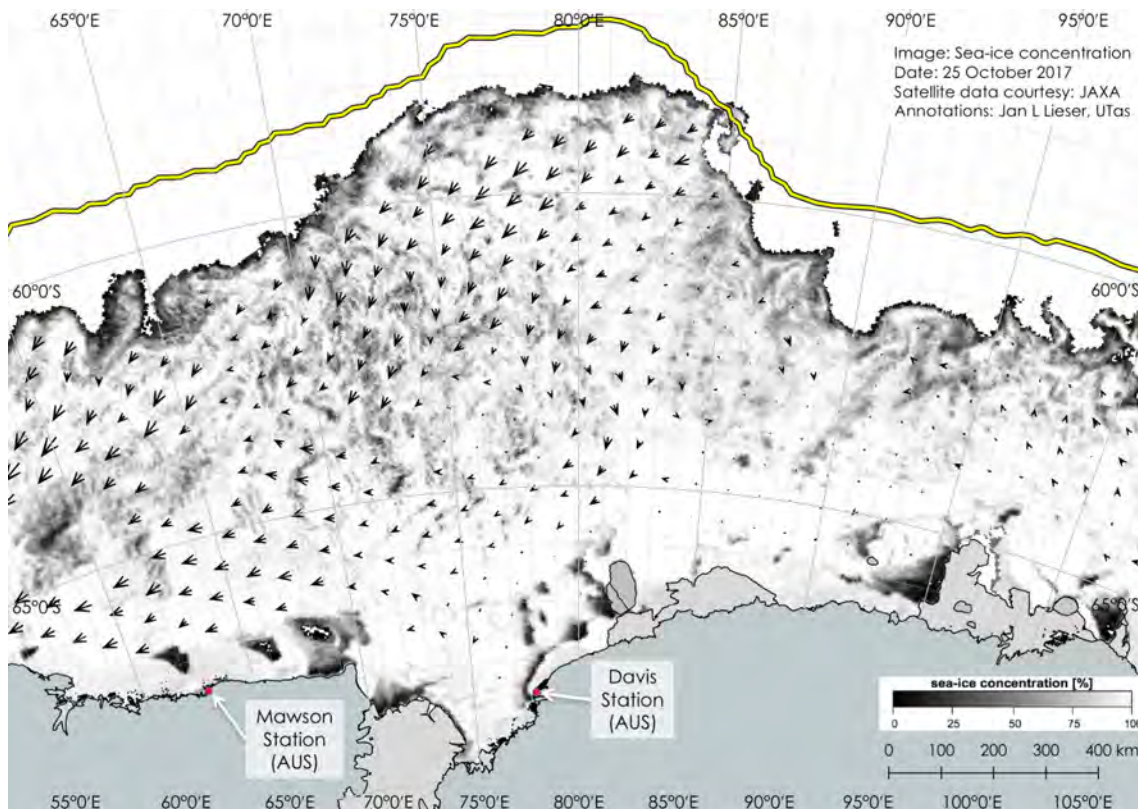 65°0'E 70°0'E 75°0'E 80°0'E 85°0'E 90°0'E 95°0'E
Image: Sea-ice concentration
Date: 25 October 2017
Satellite data courtesy: JAXA
Annotations: Jan L Lieser, UTas
60°0'S 60°0'S
65°0'S 65°0'S
Mawson
Station
(AUS)
Davis
Station
(AUS)
sea-ice concentration [%]
0 25 50 75 10
0 100 200 300 400 km
55°0'E 60°0'E 65°0'E 70°0'E 75°0'E 80°0'E 85°0'E 90°0'E 95°0'E 100°0'E 105°0'E